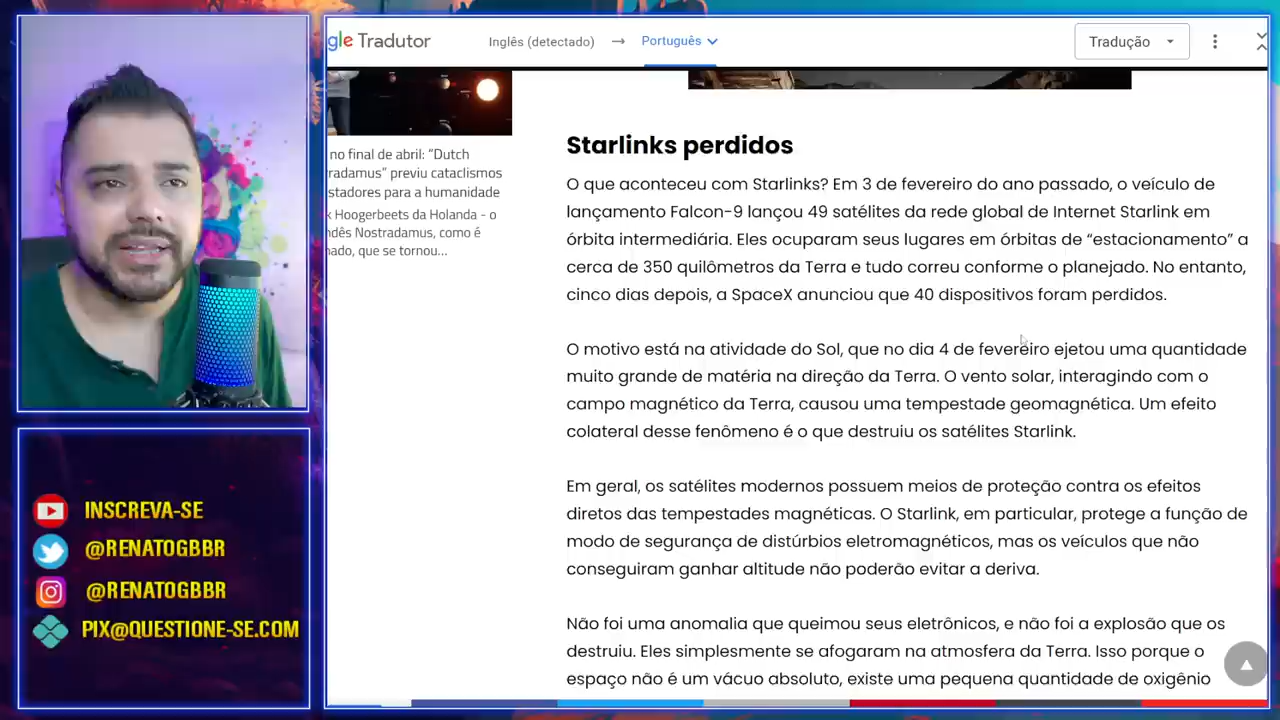 gle Tradutor
Inglês (detectado) → Português
Tradução
no final de abril: “Dutch
radamus” previu cataclismos
stadores para a humanidade
k Hoogerbeets da Holanda - o
ndês Nostradamus, como é
nado, que se tornou...
Starlinks perdidos
O que aconteceu com Starlinks? Em 3 de fevereiro do ano passado, o veículo de
lançamento Falcon-9 lançou 49 satélites da rede global de Internet Starlink em
órbita intermediária. Eles ocuparam seus lugares em órbitas de “estacionamento” a
cerca de 350 quilômetros da Terra e tudo correu conforme o planejado. No entanto,
cinco dias depois, a SpaceX anunciou que 40 dispositivos foram perdidos.
O motivo está na atividade do Sol, que no dia 4 de fevereiro ejetou uma quantidade
muito grande de matéria na direção da Terra. O vento solar, interagindo com o
campo magnético da Terra, causou uma tempestade geomagnética. Um efeito
colateral desse fenômeno é o que destruiu os satélites Starlink.
Em geral, os satélites modernos possuem meios de proteção contra os efeitos
diretos das tempestades magnéticas. O Starlink, em particular, protege a função de
modo de segurança de distúrbios eletromagnéticos, mas os veículos que não
conseguiram ganhar altitude não poderão evitar a deriva.
Não foi uma anomalia que queimou seus eletrônicos, e não foi a explosão que os
destruiu. Eles simplesmente se afogaram na atmosfera da Terra. Isso porque o
espaço não é um vácuo absoluto, existe uma pequena quantidade de oxigênio
INSCREVA-SE
@RENATOGBBR
@RENATOGBBR
PIX@QUESTIONE-SE.COM